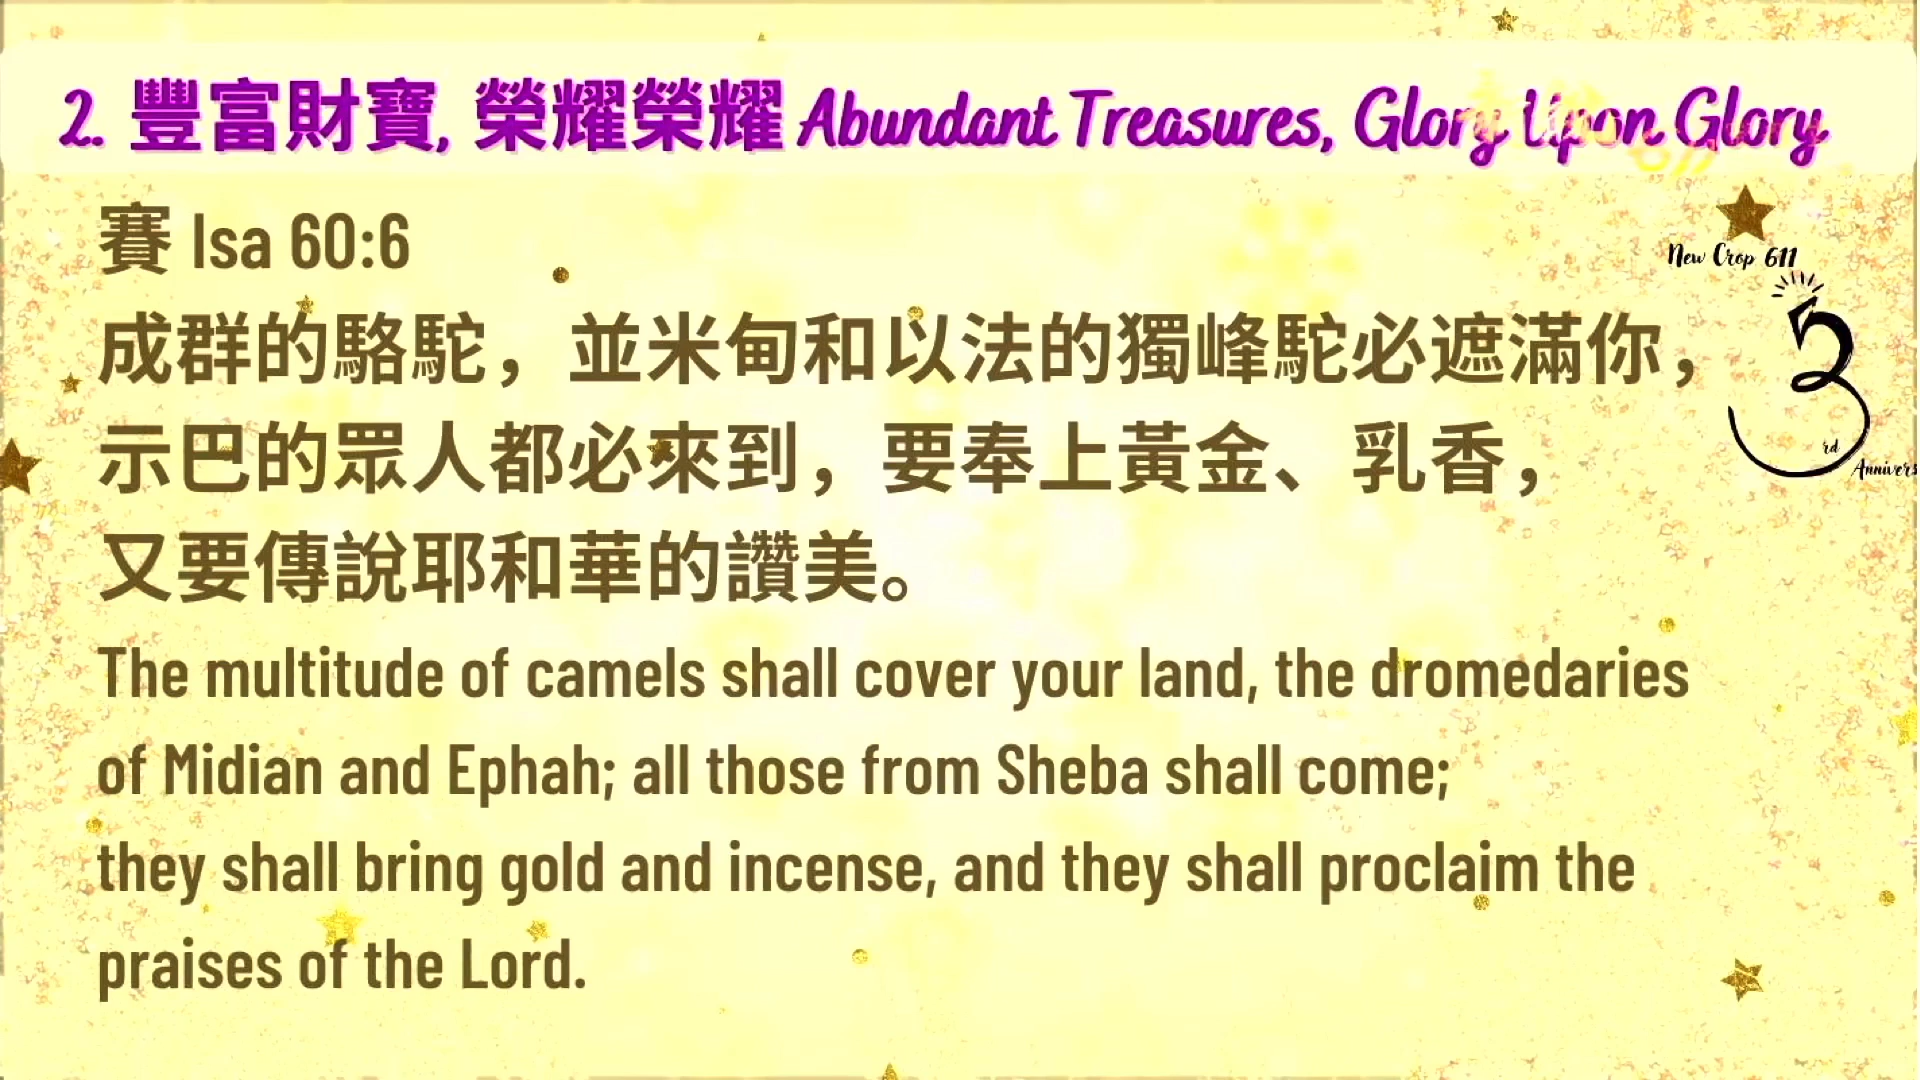 2. 豐富財寶, 榮耀榮耀 Abundant Treasures, Glory Upon Glory
賽 Isa 60:6
New Crop 611
成群的駱駝，並米甸和以法的獨峰駝必遮滿你，
3
rd
Annivers
示巴的眾人都必來到，要奉上黃金、乳香，
又要傳說耶和華的讚美。
The multitude of camels shall cover your land, the dromedaries
of Midian and Ephah; all those from Sheba shall come;
they shall bring gold and incense, and they shall proclaim the
praises of the Lord.